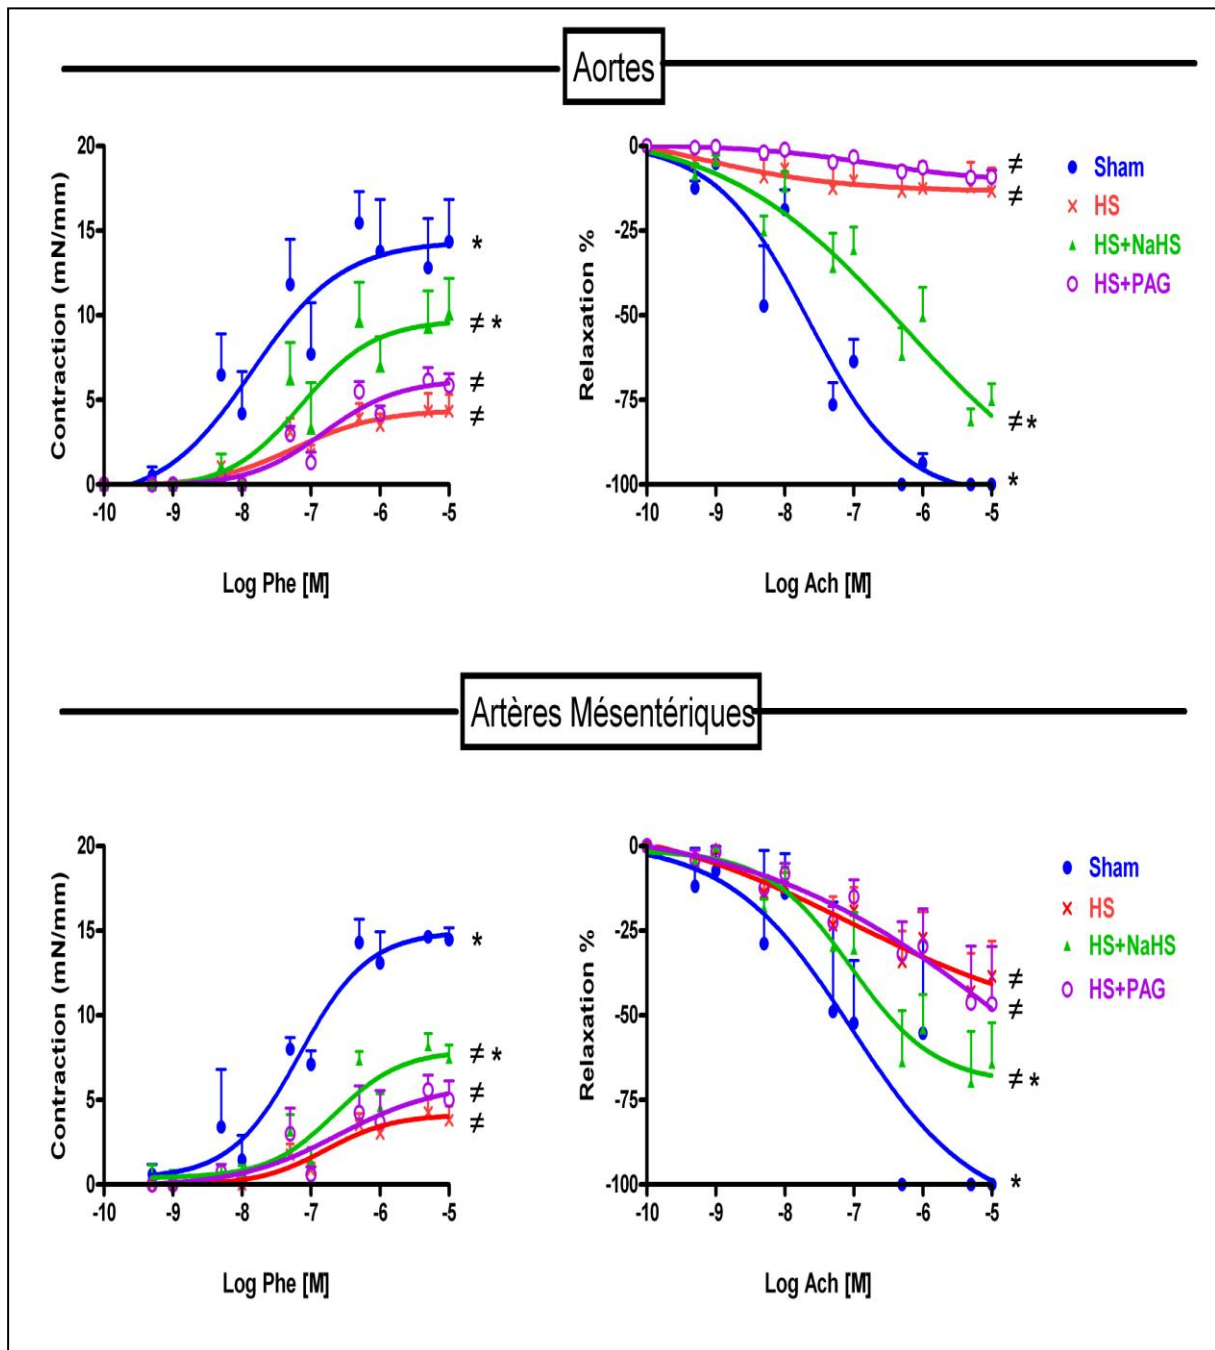 Aortes
Contraction (mN/mm)
20
15
10
5
0
-10 -9 -8 -7 -6 -5
Log Phe [M]
*
≠ *
≠
≠
Relaxation %
0
-25
-50
-75
-100
-10 -9 -8 -7 -6 -5
Log Ach [M]
≠
≠
≠ *
*
Sham
HS
HS+NaHS
HS+PAG
Artères Mésentériques
Contraction (mN/mm)
20
15
10
5
0
-10 -9 -8 -7 -6 -5
Log Phe [M]
*
≠ *
≠
≠
Relaxation %
0
-25
-50
-75
-100
-10 -9 -8 -7 -6 -5
Log Ach [M]
≠
≠
≠ *
*
Sham
HS
HS+NaHS
HS+PAG